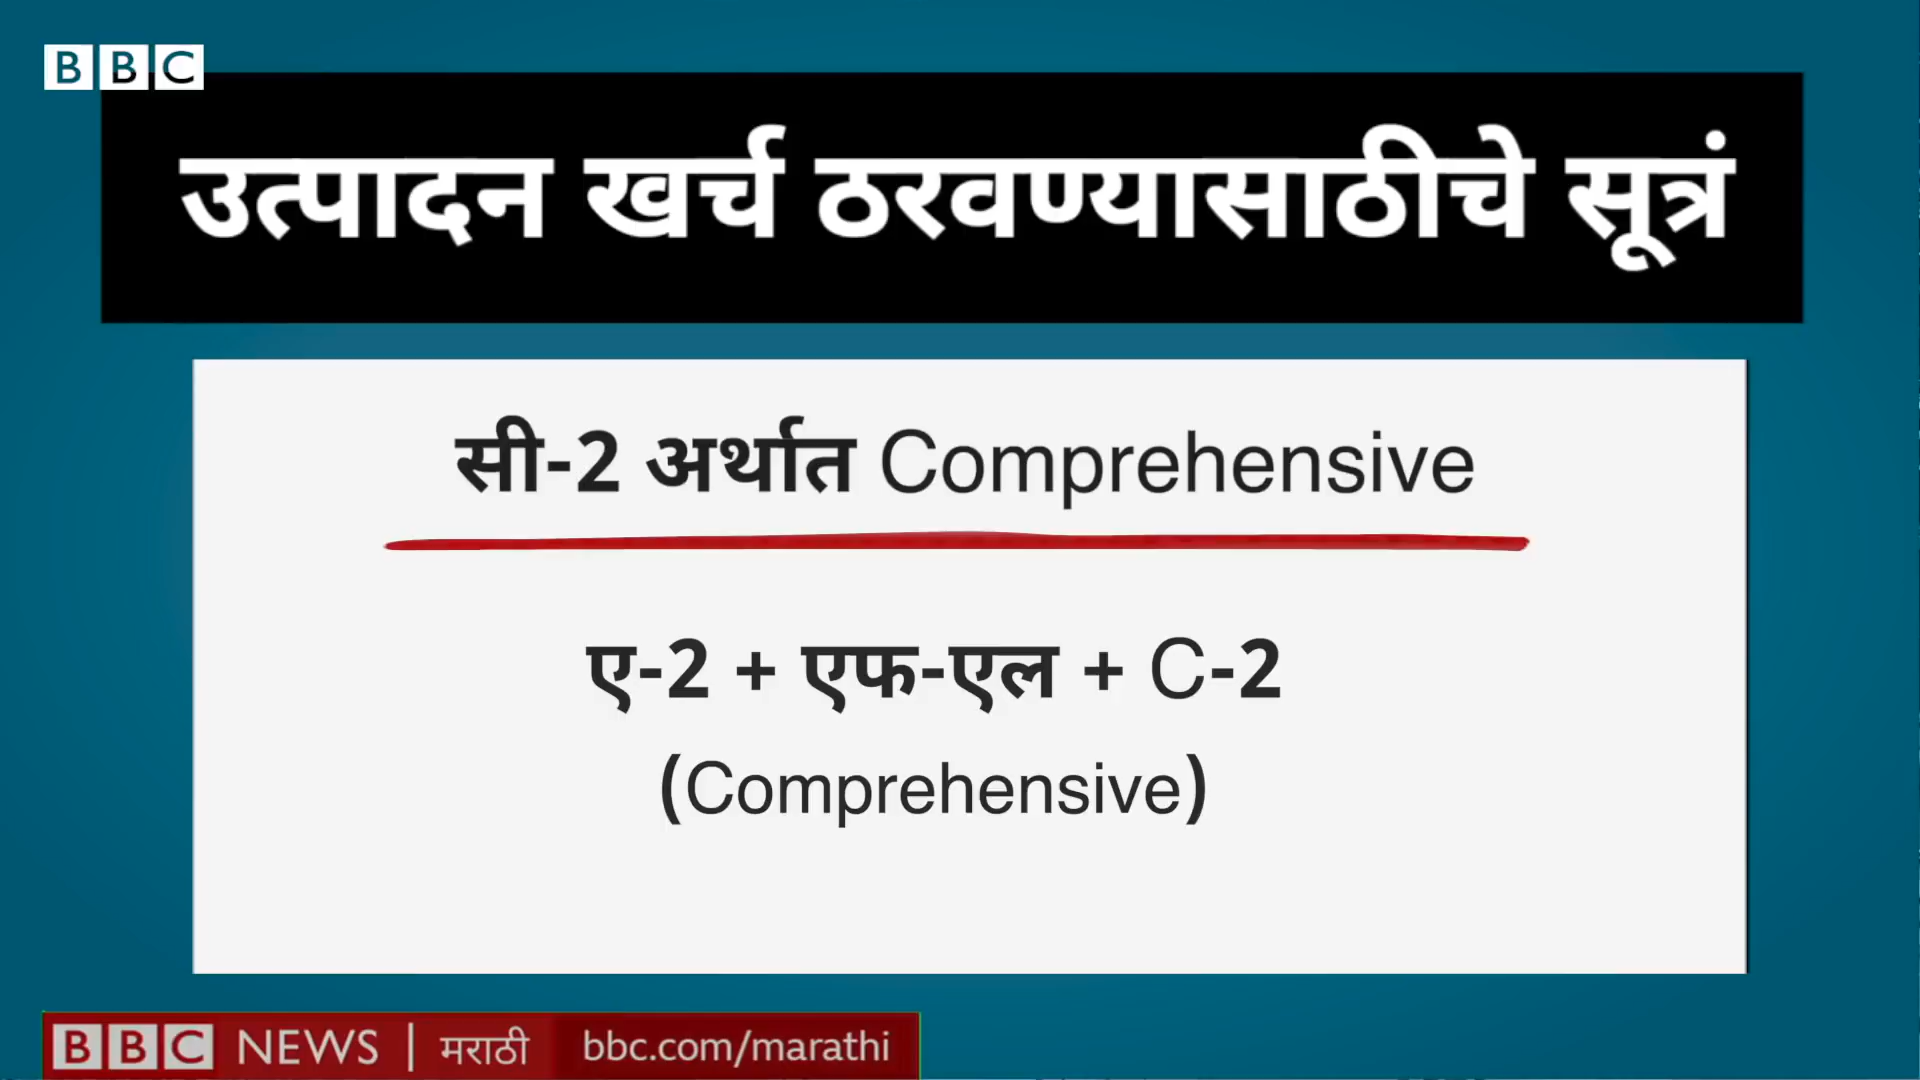 BBC
उत्पादन खर्च ठरवण्यासाठीचे सूत्रं
सी-2 अर्थात Comprehensive
ए-2 + एफ-एल + C-2
(Comprehensive)
BBC NEWS | मराठी bbc.com/marathi